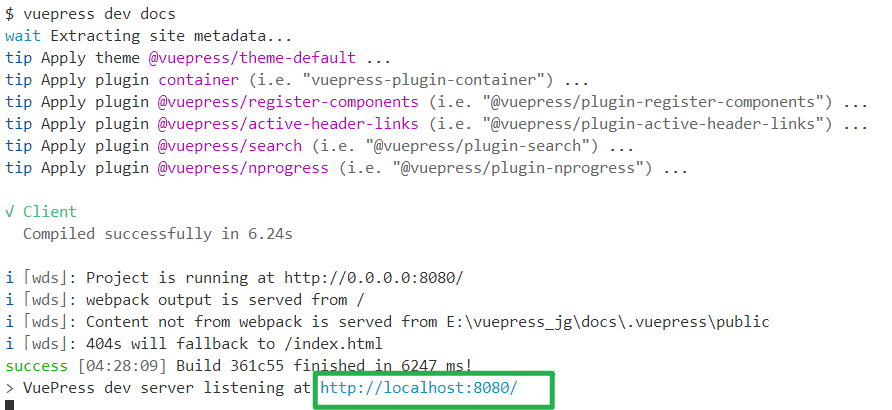 $ vuepress dev docs
wait Extracting site metadata...
tip Apply theme @vuepress/theme-default ...
tip Apply plugin container (i.e. "vuepress-plugin-container") ...
tip Apply plugin @vuepress/register-components (i.e. "@vuepress/plugin-register-components") ...
tip Apply plugin @vuepress/active-header-links (i.e. "@vuepress/plugin-active-header-links") ...
tip Apply plugin @vuepress/search (i.e. "@vuepress/plugin-search") ...
tip Apply plugin @vuepress/nprogress (i.e. "@vuepress/plugin-nprogress") ...
√ Client
Compiled successfully in 6.24s
i ⌈wds⌋: Project is running at http://0.0.0.0:8080/
i ⌈wds⌋: webpack output is served from /
i ⌈wds⌋: Content not from webpack is served from E:\vuepress_jg\docs\.vuepress\public
i ⌈wds⌋: 404s will fallback to /index.html
success [04:28:09] Build 361c55 finished in 6247 ms!
> VuePress dev server listening at http://localhost:8080/